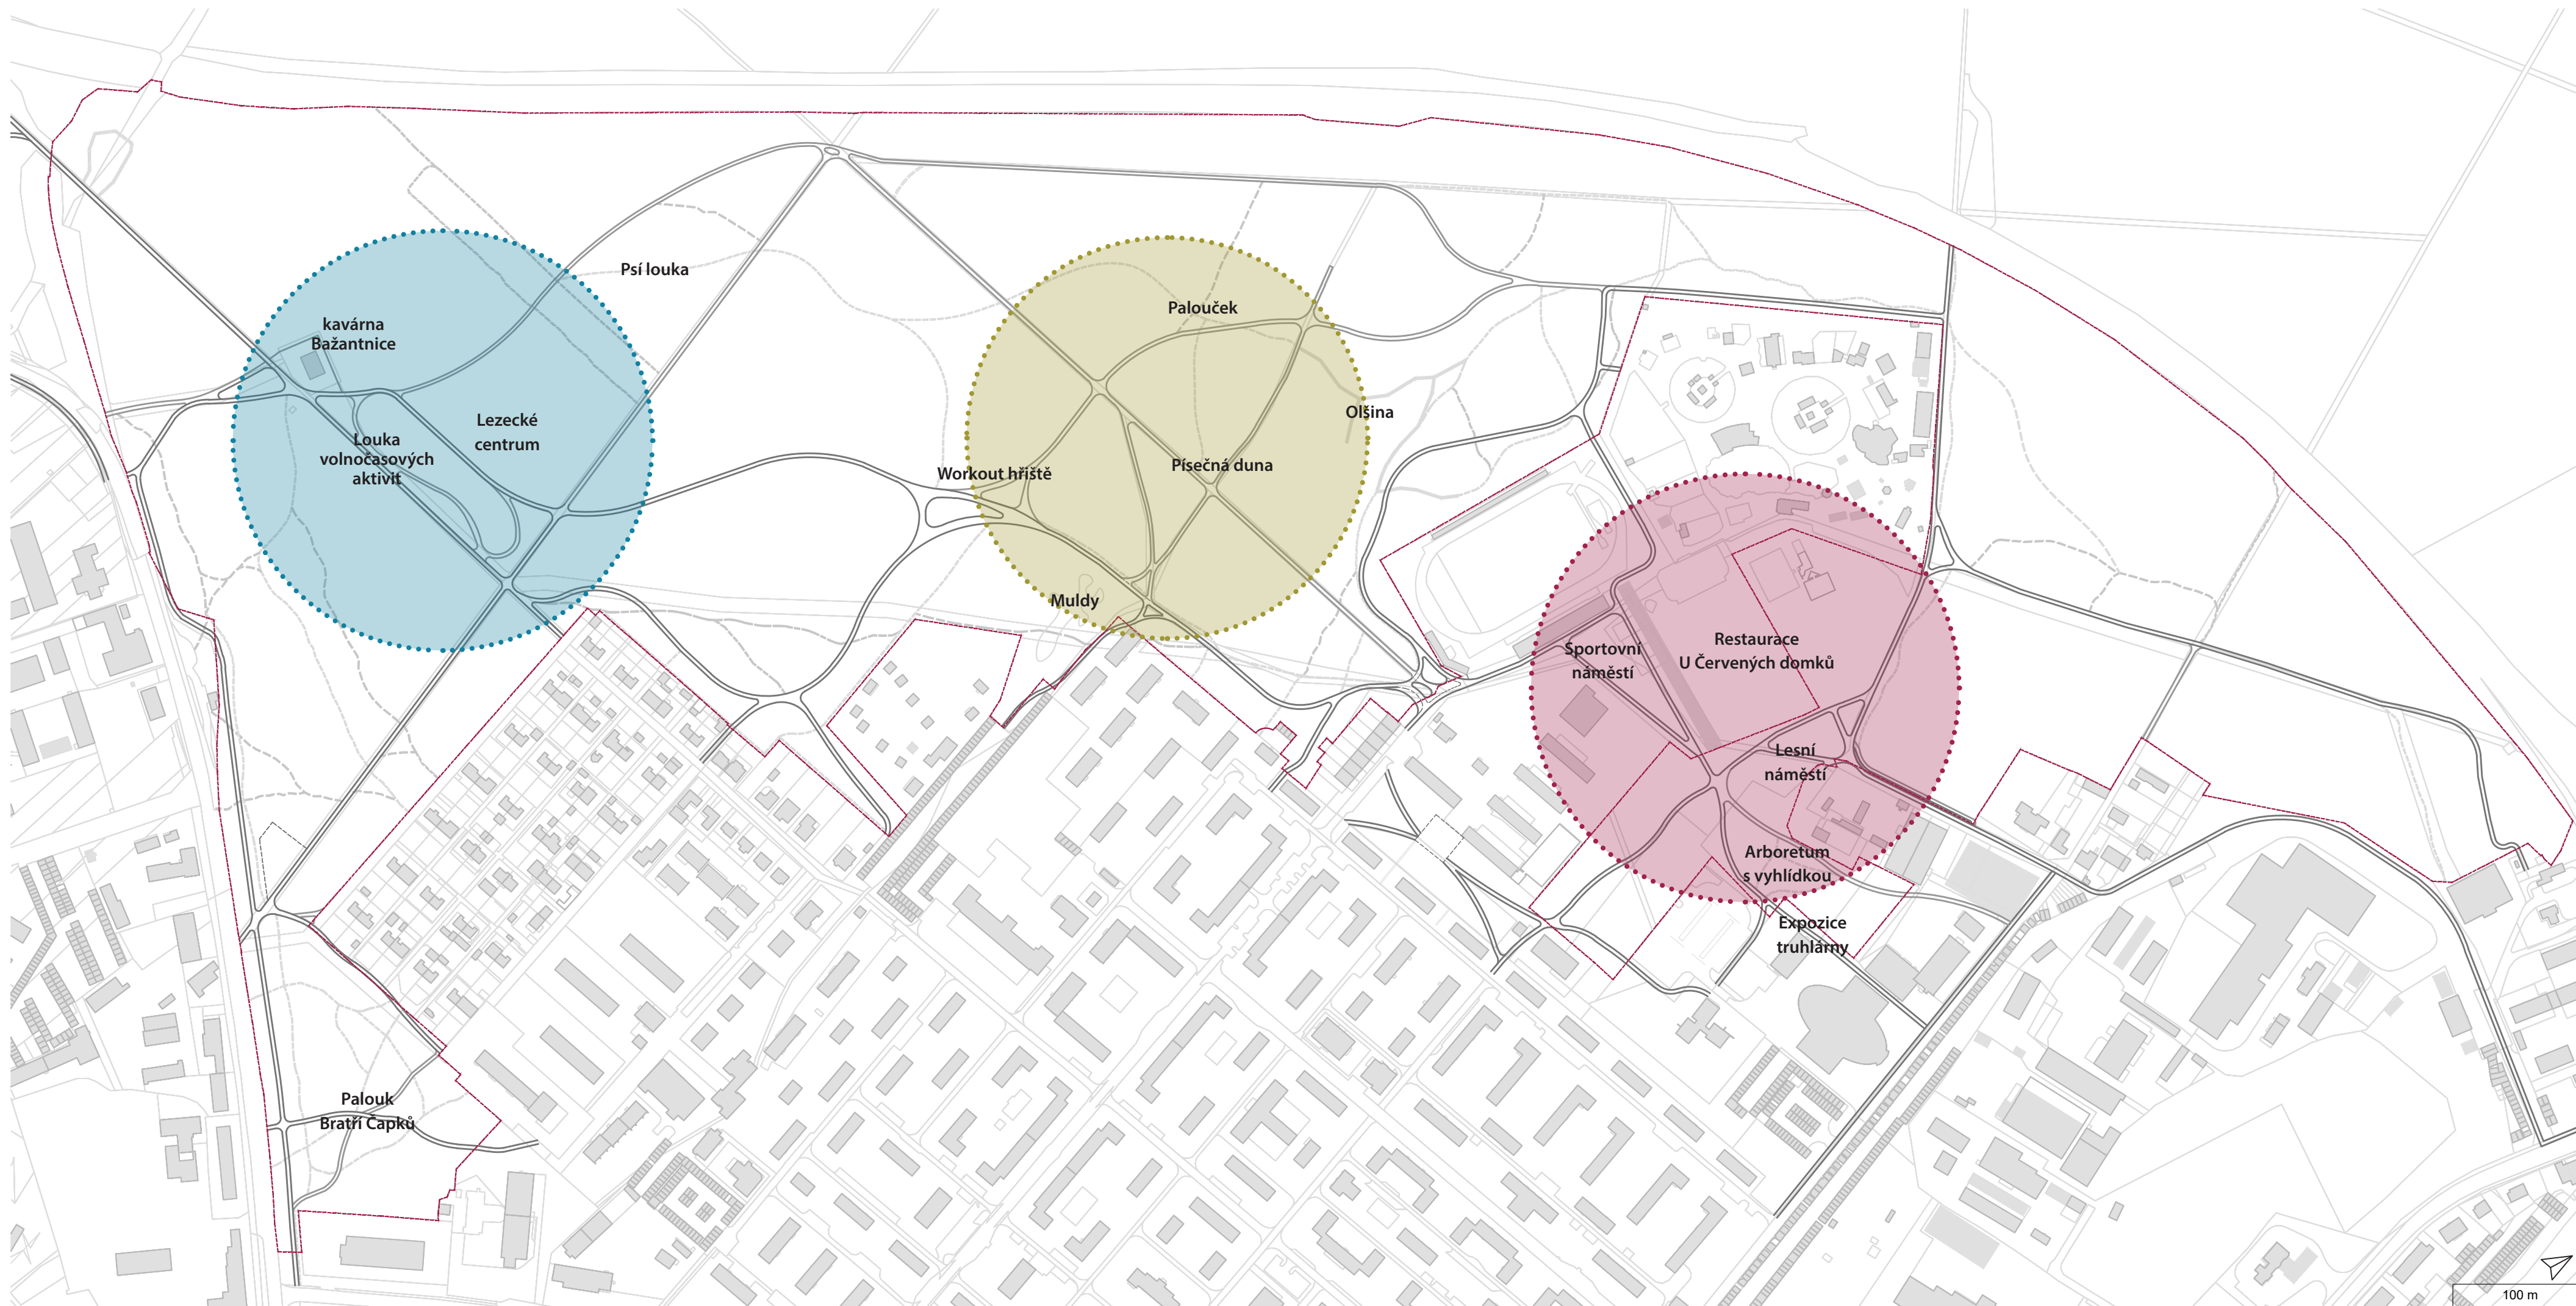 Psí louka
Palouček
kavárna
Bažantnice
Lezecké
centrum
Louka
volnočasových
aktivit
Workout hřiště
Písečná duna
Olšina
Muldy
Sportovní
náměstí
Restaurace
U Červených domků
Lesní
náměstí
Arboretum
s vyhlídkou
Expozice
truhlárny
Palouk
Bratří Čapků
100 m